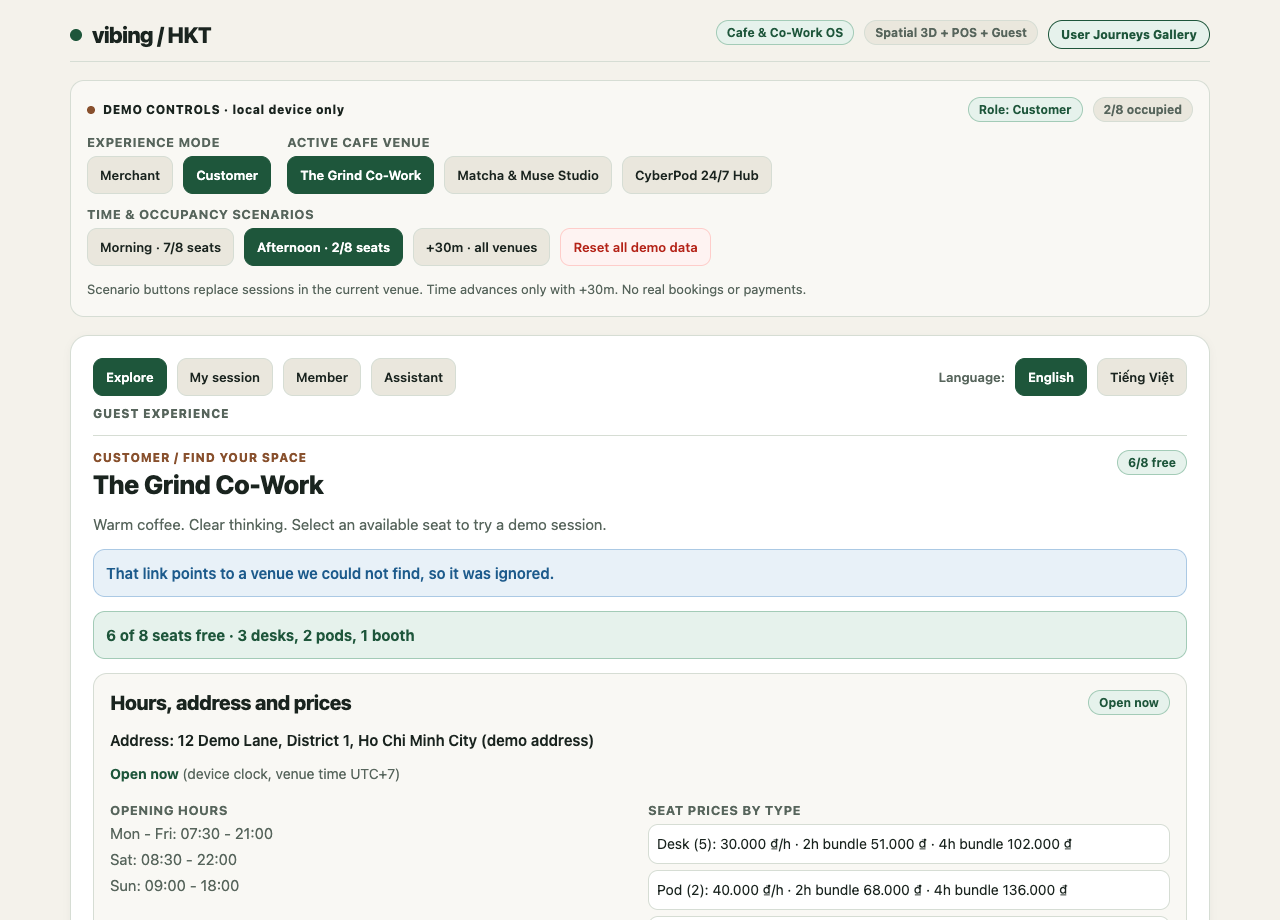 vibing / HKT
Cafe & Co-Work OS
Spatial 3D + POS + Guest
User Journeys Gallery
DEMO CONTROLS · local device only
Role: Customer
2/8 occupied
EXPERIENCE MODE
ACTIVE CAFE VENUE
Merchant
Customer
The Grind Co-Work
Matcha & Muse Studio
CyberPod 24/7 Hub
TIME & OCCUPANCY SCENARIOS
Morning · 7/8 seats
Afternoon · 2/8 seats
+30m · all venues
Reset all demo data
Scenario buttons replace sessions in the current venue. Time advances only with +30m. No real bookings or payments.
Explore
My session
Member
Assistant
Language:
English
Tiếng Việt
GUEST EXPERIENCE
CUSTOMER / FIND YOUR SPACE
6/8 free
The Grind Co-Work
Warm coffee. Clear thinking. Select an available seat to try a demo session.
That link points to a venue we could not find, so it was ignored.
6 of 8 seats free · 3 desks, 2 pods, 1 booth
Hours, address and prices
Open now
Address: 12 Demo Lane, District 1, Ho Chi Minh City (demo address)
Open now (device clock, venue time UTC+7)
OPENING HOURS
Mon - Fri: 07:30 - 21:00
Sat: 08:30 - 22:00
Sun: 09:00 - 18:00
SEAT PRICES BY TYPE
Desk (5): 30.000 ₫/h · 2h bundle 51.000 ₫ · 4h bundle 102.000 ₫
Pod (2): 40.000 ₫/h · 2h bundle 68.000 ₫ · 4h bundle 136.000 ₫